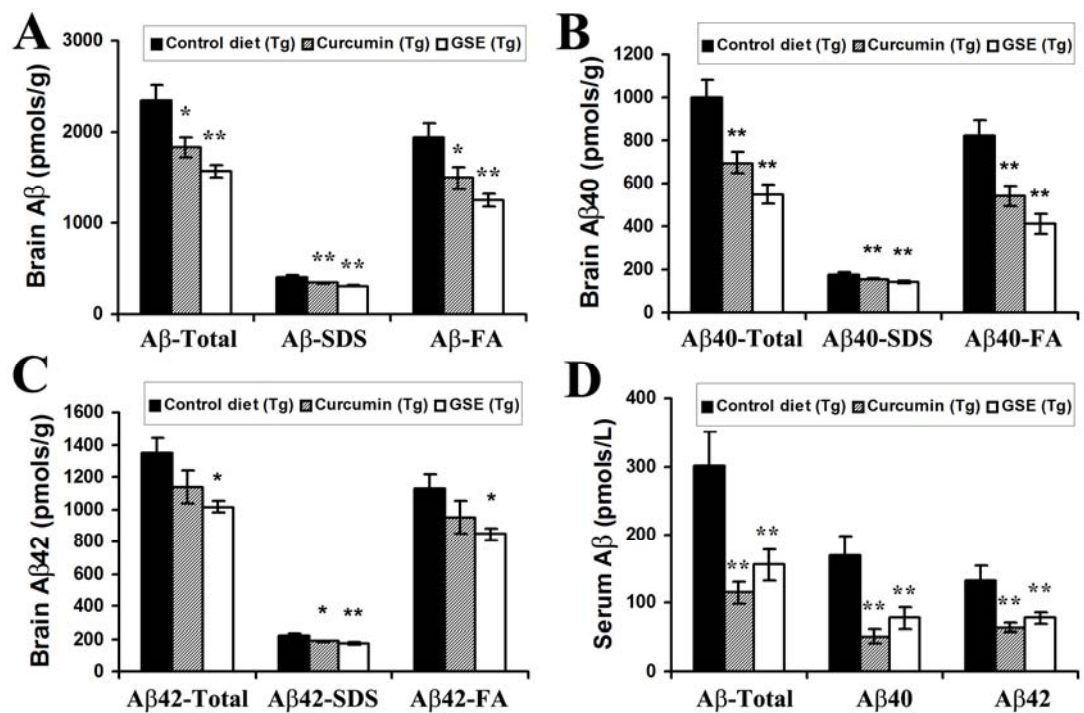 A
Control diet (Tg) Curcumin (Tg) GSE (Tg)
Brain Aβ (pmols/g)
3000
2000
1000
0
* **
** **
* **
Aβ-Total Aβ-SDS Aβ-FA
B
Control diet (Tg) Curcumin (Tg) GSE (Tg)
Brain Aβ40 (pmols/g)
1200
1000
800
600
400
200
0
** **
** **
** **
Aβ40-Total Aβ40-SDS Aβ40-FA
C
Control diet (Tg) Curcumin (Tg) GSE (Tg)
Brain Aβ42 (pmols/g)
1600
1400
1200
1000
800
600
400
200
0
*
* **
*
Aβ42-Total Aβ42-SDS Aβ42-FA
D
Control diet (Tg) Curcumin (Tg) GSE (Tg)
Serum Aβ (pmols/L)
400
300
200
100
0
** **
** **
** **
Aβ-Total Aβ40 Aβ42